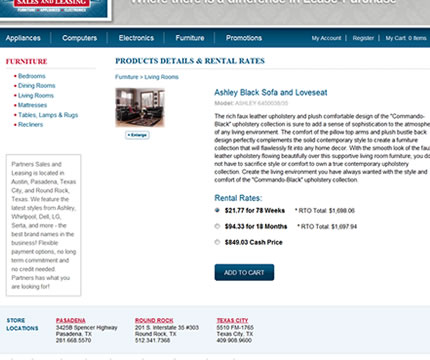 Where there is a difference in Lease Purchase
SALES AND LEASING
FURNITURE APPLIANCES ELECTRONICS
Appliances Computers Electronics Furniture Promotions My Account | Register | My Cart: 0 items
FURNITURE
Bedrooms
Dining Rooms
Living Rooms
Mattresses
Tables, Lamps & Rugs
Recliners
Partners Sales and
Leasing is located in
Austin, Pasadena, Texas
City, and Round Rock,
Texas. We feature the
latest styles from Ashley,
Whirlpool, Dell, LG,
Serta, and more - the
best brand names in the
business! Flexible
payment options, no long
term commitment and
no credit needed.
Partners has what you
are looking for!
PRODUCTS DETAILS & RENTAL RATES
Furniture > Living Rooms
+ Enlarge
Ashley Black Sofa and Loveseat
Model: ASHLEY
The rich faux leather upholstery and plush comfortable design of the "Commando-
Black" upholstery collection is sure to add a sense of sophistication to the atmosphe
of any living environment. The comfort of the pillow top arms and plush bustle back
design perfectly complements the solid contemporary style to create a furniture
collection that will flawlessly fit into any home decor. With the smooth look of the fau
leather upholstery flowing beautifully over this supportive living room furniture, you d
not have to sacrifice style or comfort to own a true contemporary upholstery
collection. Create the living environment you have always wanted with the style and
comfort of the "Commando-Black" upholstery collection.
Rental Rates:
$21.77 for 78 Weeks * RTO Total: $1,698.06
$94.33 for 18 Months * RTO Total: $1,697.94
$849.03 Cash Price
ADD TO CART
STORE
LOCATIONS
PASADENA
3425B Spencer Highway
Pasadena, TX
281.668.5570
ROUND ROCK
201 S. Interstate 35 #303
Round Rock, TX
512.341.7368
TEXAS CITY
5510 FM-1765
Texas City, TX
409.908.9600